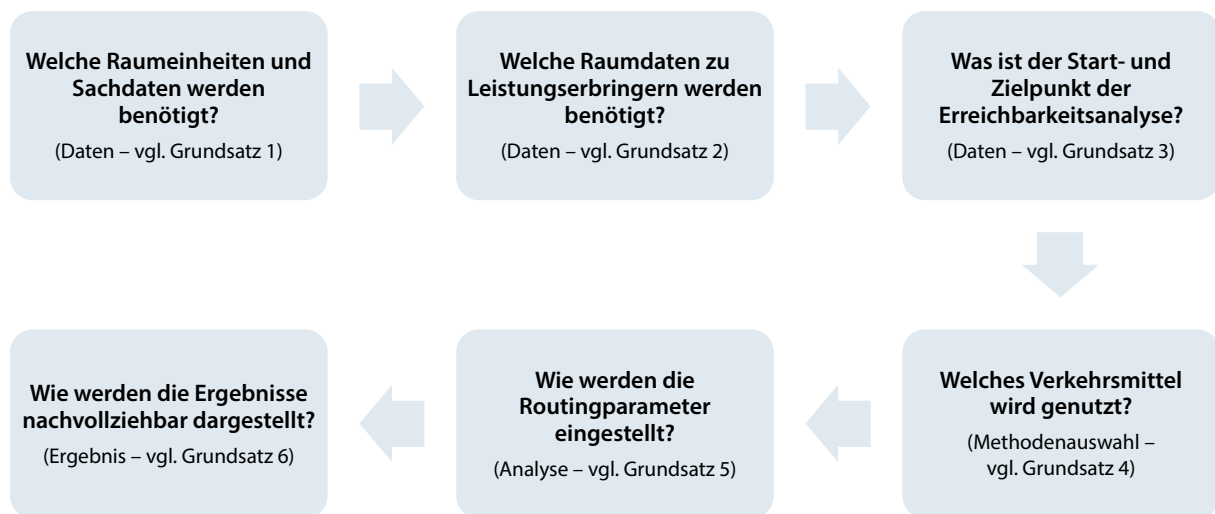 Welche Raumeinheiten und
Sachdaten werden
benötigt?
(Daten – vgl. Grundsatz 1)
Welche Raumdaten zu
Leistungserbringern werden
benötigt?
(Daten – vgl. Grundsatz 2)
Was ist der Start- und
Zielpunkt der
Erreichbarkeitsanalyse?
(Daten – vgl. Grundsatz 3)
Welches Verkehrsmittel
wird genutzt?
(Methodenauswahl –
vgl. Grundsatz 4)
Wie werden die
Routingparameter
eingestellt?
(Analyse – vgl. Grundsatz 5)
Wie werden die Ergebnisse
nachvollziehbar dargestellt?
(Ergebnis – vgl. Grundsatz 6)